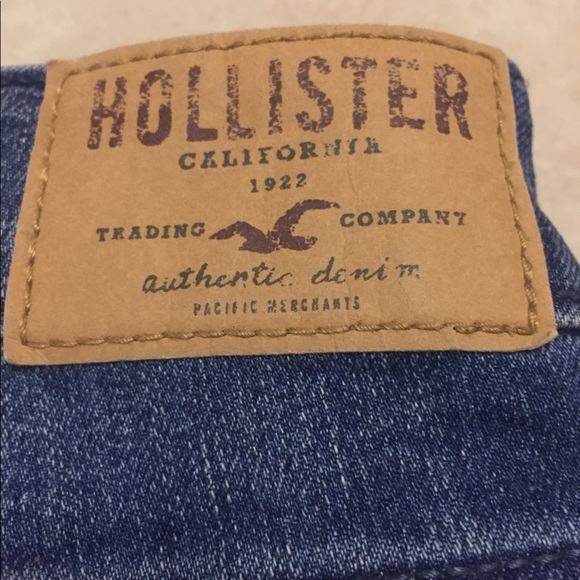 HOLLISTER
CALIFORNIA
1922
TRADING COMPANY
authentic denim
PACIFIC MERCHANTS